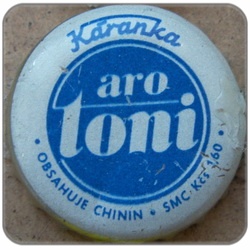 Káranka
aro
toni
• OBSAHUJE CHININ • SMC Kčs 1,60 •